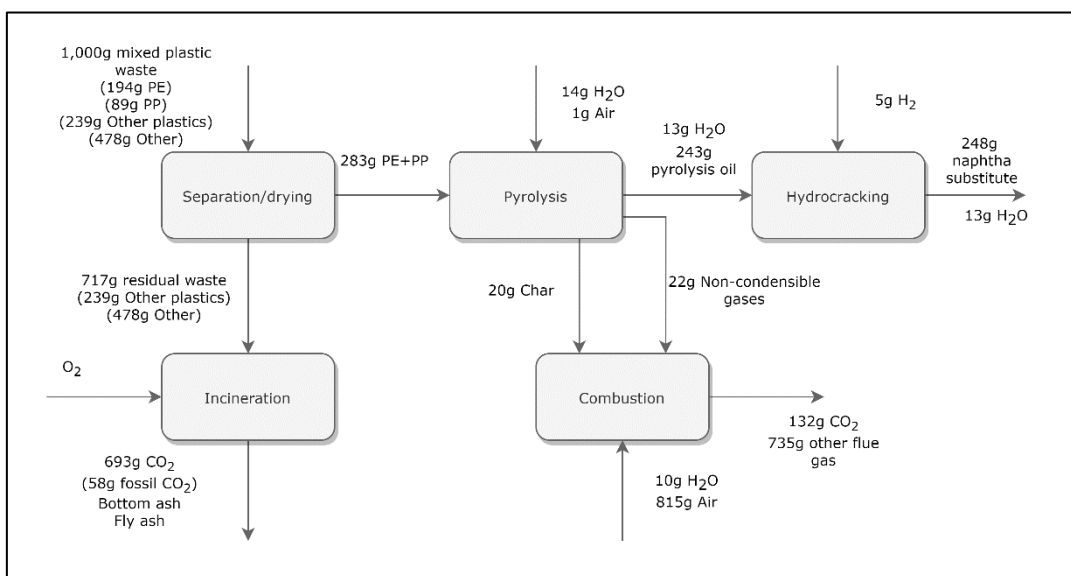 1,000g mixed plastic
waste
(194g PE)
(89g PP)
(239g Other plastics)
(478g Other)
Separation/drying
283g PE+PP
14g H₂O
1g Air
Pyrolysis
13g H₂O
243g
pyrolysis oil
5g H₂
Hydrocracking
248g
naphtha
substitute
13g H₂O
717g residual waste
(239g Other plastics)
(478g Other)
20g Char
22g Non-condensible
gases
O₂
Incineration
Combustion
132g CO₂
735g other flue
gas
693g CO₂
(58g fossil CO₂)
Bottom ash
Fly ash
10g H₂O
815g Air